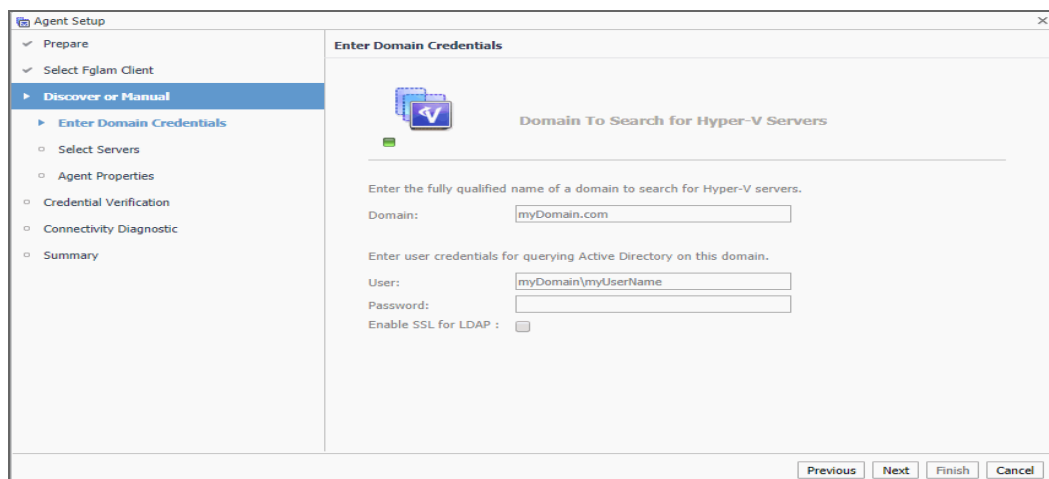 Agent Setup
Prepare
Select Fglam Client
Discover or Manual
Enter Domain Credentials
Select Servers
Agent Properties
Credential Verification
Connectivity Diagnostic
Summary
Enter Domain Credentials
Domain To Search for Hyper-V Servers
Enter the fully qualified name of a domain to search for Hyper-V servers.
Domain: myDomain.com
Enter user credentials for querying Active Directory on this domain.
User: myDomain\myUserName
Password:
Enable SSL for LDAP :
Previous Next Finish Cancel